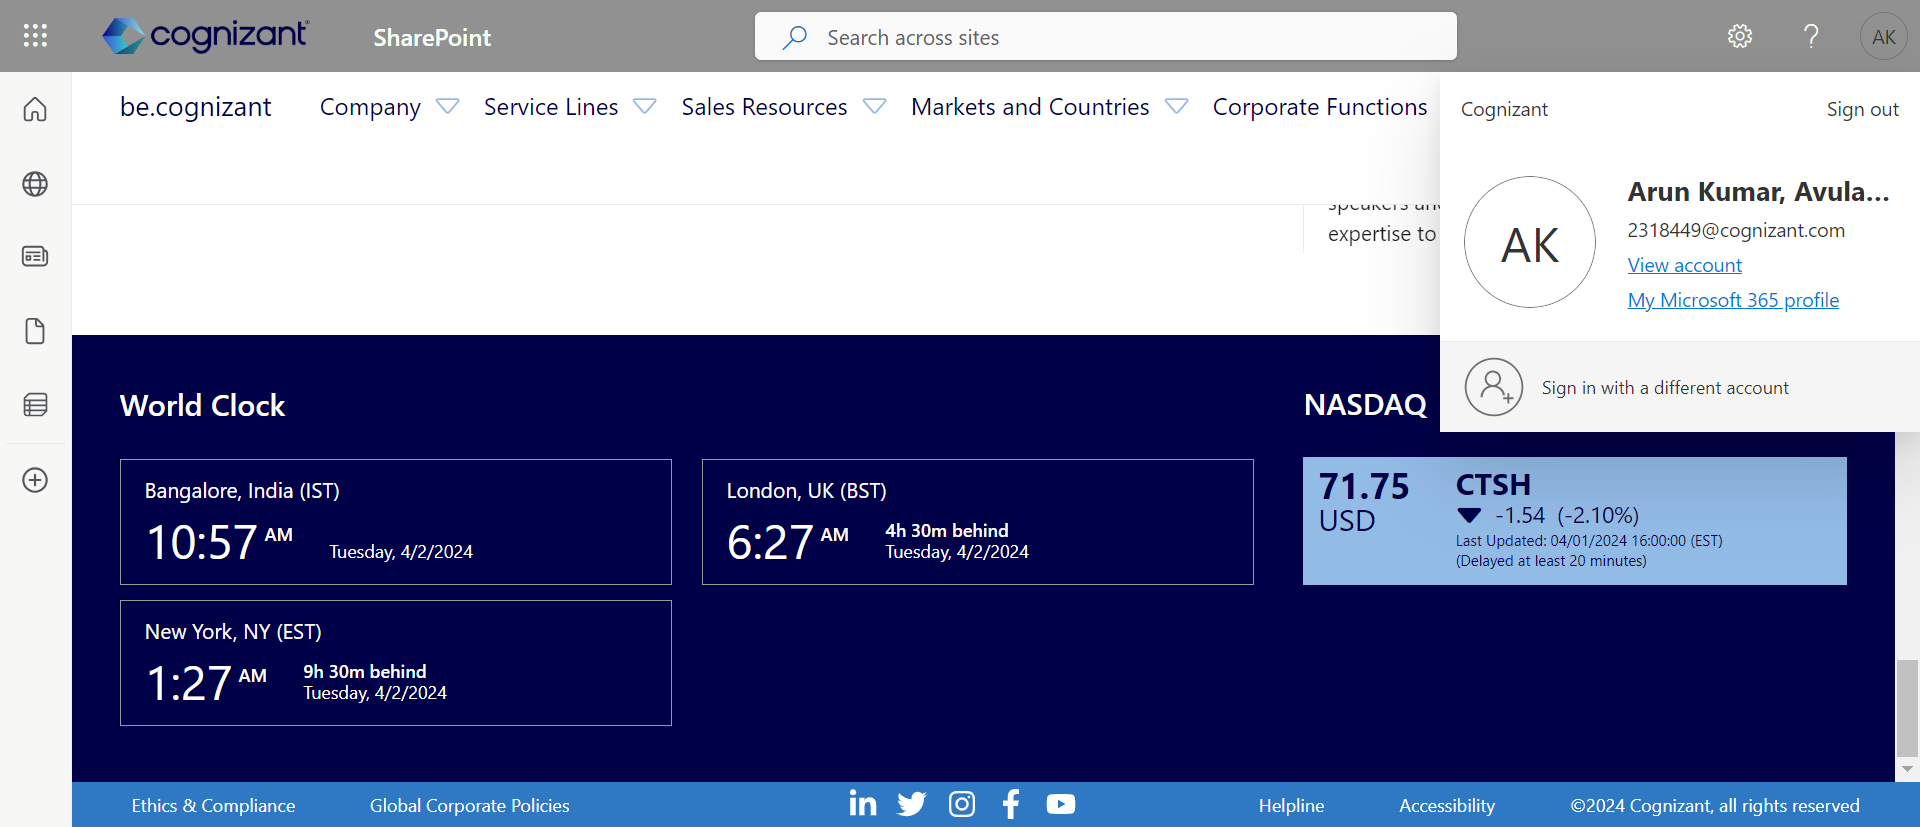 cognizant
SharePoint
Search across sites
AK
be.cognizant
Company
Service Lines
Sales Resources
Markets and Countries
Corporate Functions
Cognizant
Sign out
AK
Arun Kumar, Avula...
2318449@cognizant.com
View account
My Microsoft 365 profile
Sign in with a different account
expertise to
World Clock
Bangalore, India (IST)
10:57 AM
Tuesday, 4/2/2024
London, UK (BST)
6:27 AM
4h 30m behind
Tuesday, 4/2/2024
New York, NY (EST)
1:27 AM
9h 30m behind
Tuesday, 4/2/2024
NASDAQ
71.75
USD
CTSH
-1.54 (-2.10%)
Last Updated: 04/01/2024 16:00:00 (EST)
(Delayed at least 20 minutes)
Ethics & Compliance
Global Corporate Policies
Helpline
Accessibility
©2024 Cognizant, all rights reserved